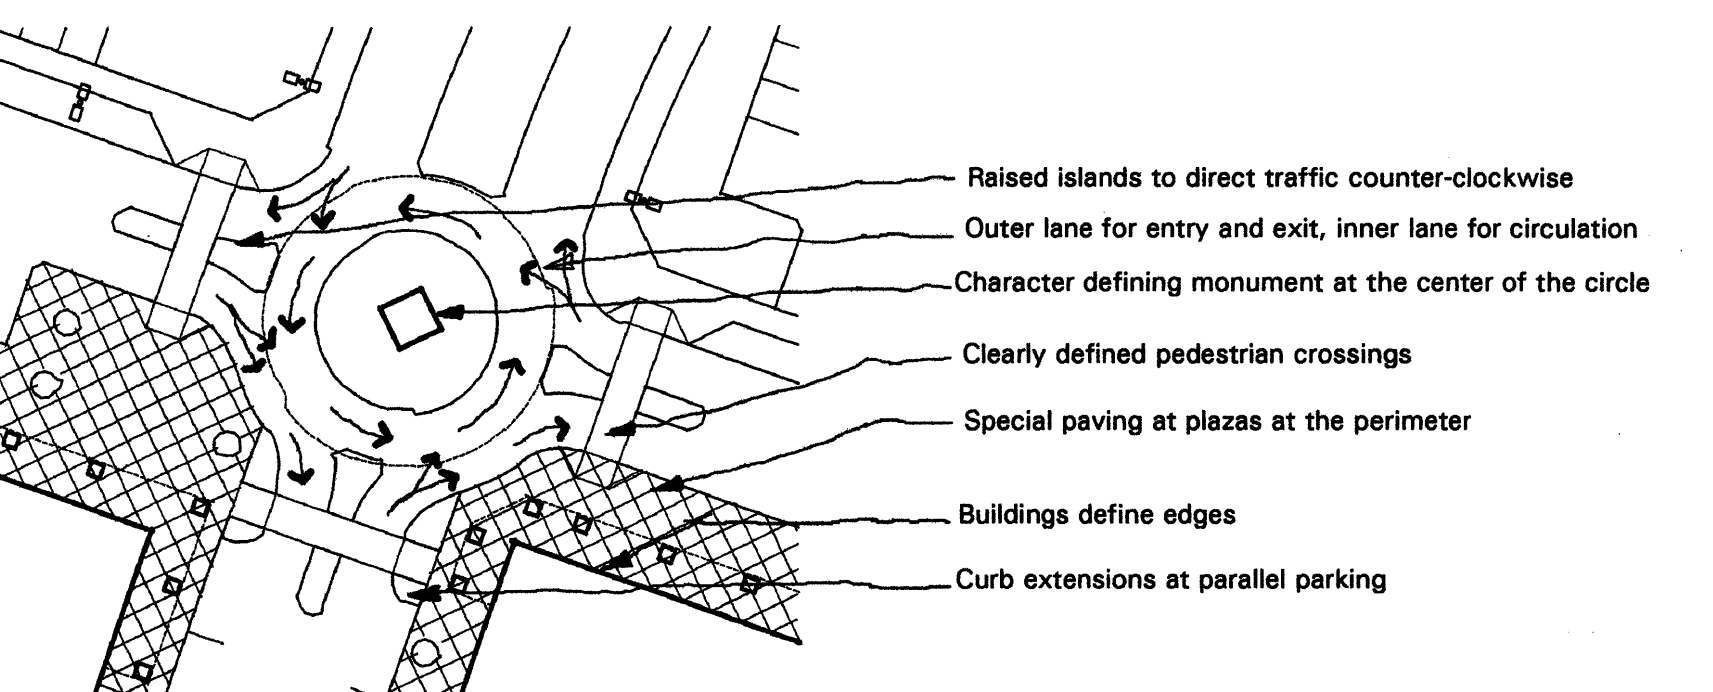 Raised islands to direct traffic counter-clockwise
Outer lane for entry and exit, inner lane for circulation
Character defining monument at the center of the circle
Clearly defined pedestrian crossings
Special paving at plazas at the perimeter
Buildings define edges
Curb extensions at parallel parking